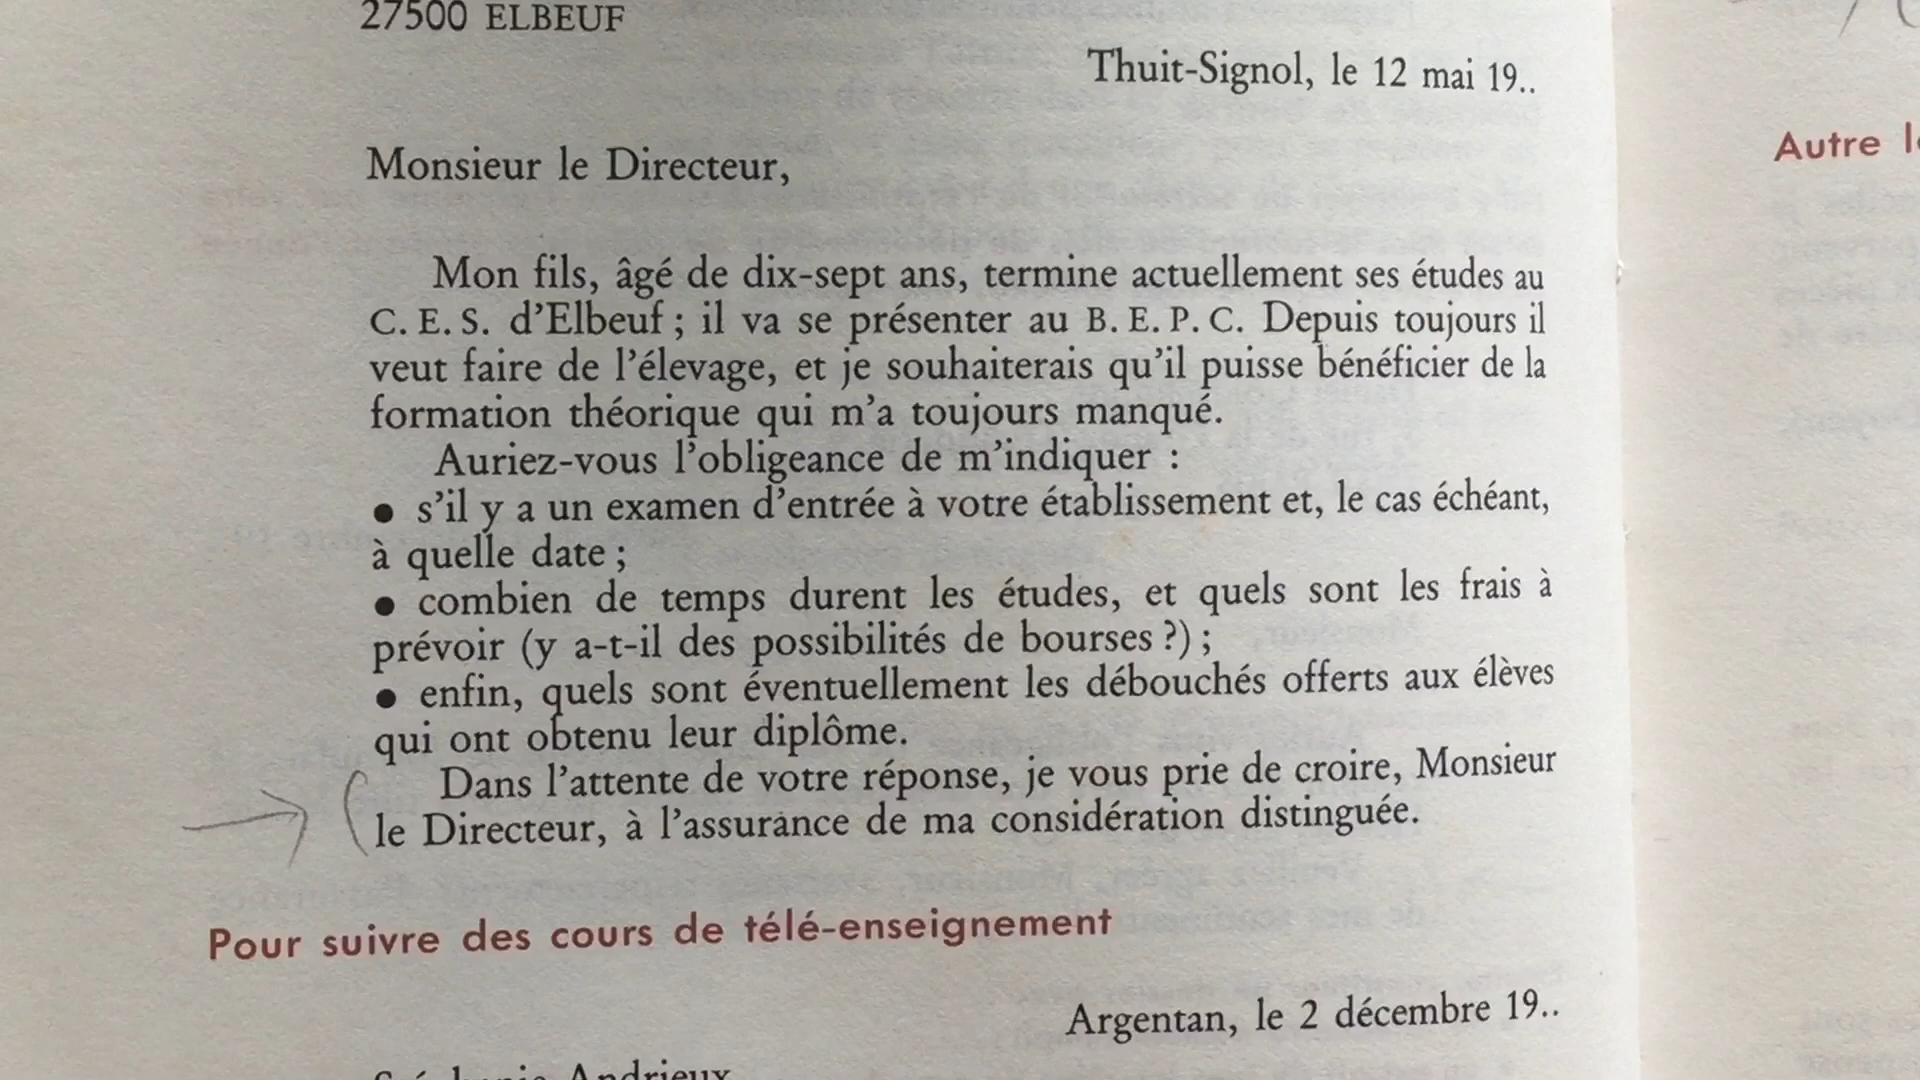 27500 ELBEUF
Thuit-Signol, le 12 mai 19..
Monsieur le Directeur,
Mon fils, âgé de dix-sept ans, termine actuellement ses études au
C. E. S. d'Elbeuf ; il va se présenter au B. E. P. C. Depuis toujours il
veut faire de l'élevage, et je souhaiterais qu'il puisse bénéficier de la
formation théorique qui m'a toujours manqué.
Auriez-vous l'obligeance de m'indiquer :
● s'il y a un examen d'entrée à votre établissement et, le cas échéant,
à quelle date ;
● combien de temps durent les études, et quels sont les frais à
prévoir (y a-t-il des possibilités de bourses ?) ;
● enfin, quels sont éventuellement les débouchés offerts aux élèves
qui ont obtenu leur diplôme.
Dans l'attente de votre réponse, je vous prie de croire, Monsieur
le Directeur, à l'assurance de ma considération distinguée.
Pour suivre des cours de télé-enseignement
Argentan, le 2 décembre 19..
Andrieux
Autre